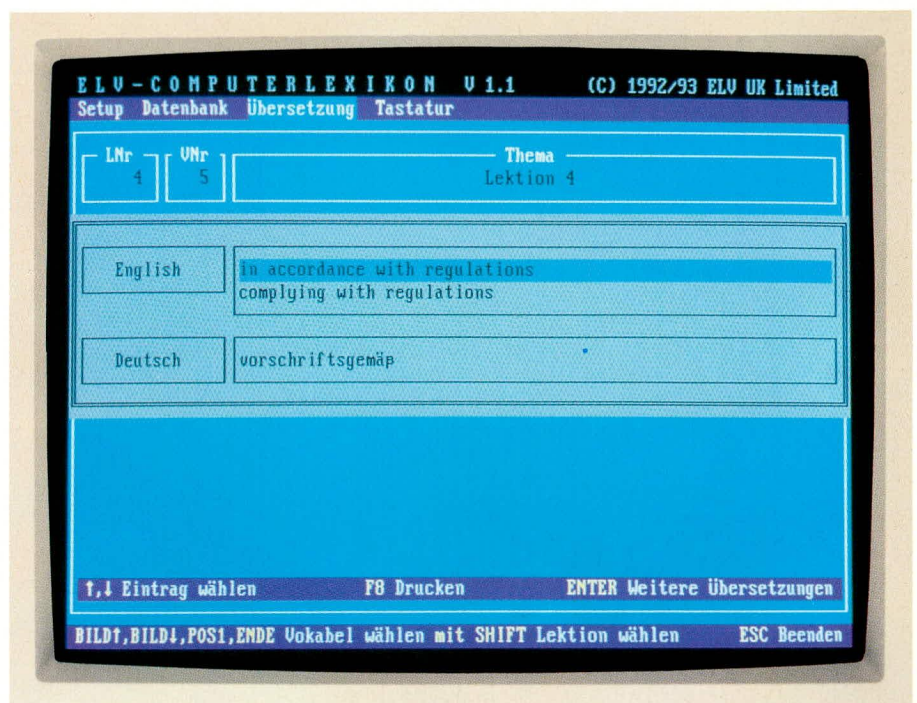 ELV-COMPUTERLEXIKON V 1.1 (C) 1992/93 ELV UK Limited
Setup Datenbank Übersetzung Tastatur
LNr VNr Thema
4 5 Lektion 4
English in accordance with regulations
complying with regulations
Deutsch vorschriftsgemäß
↑,↓ Eintrag wählen F8 Drucken ENTER Weitere Übersetzungen
BILD↑,BILD↓,POS1,ENDE Vokabel wählen mit SHIFT Lektion wählen ESC Beenden